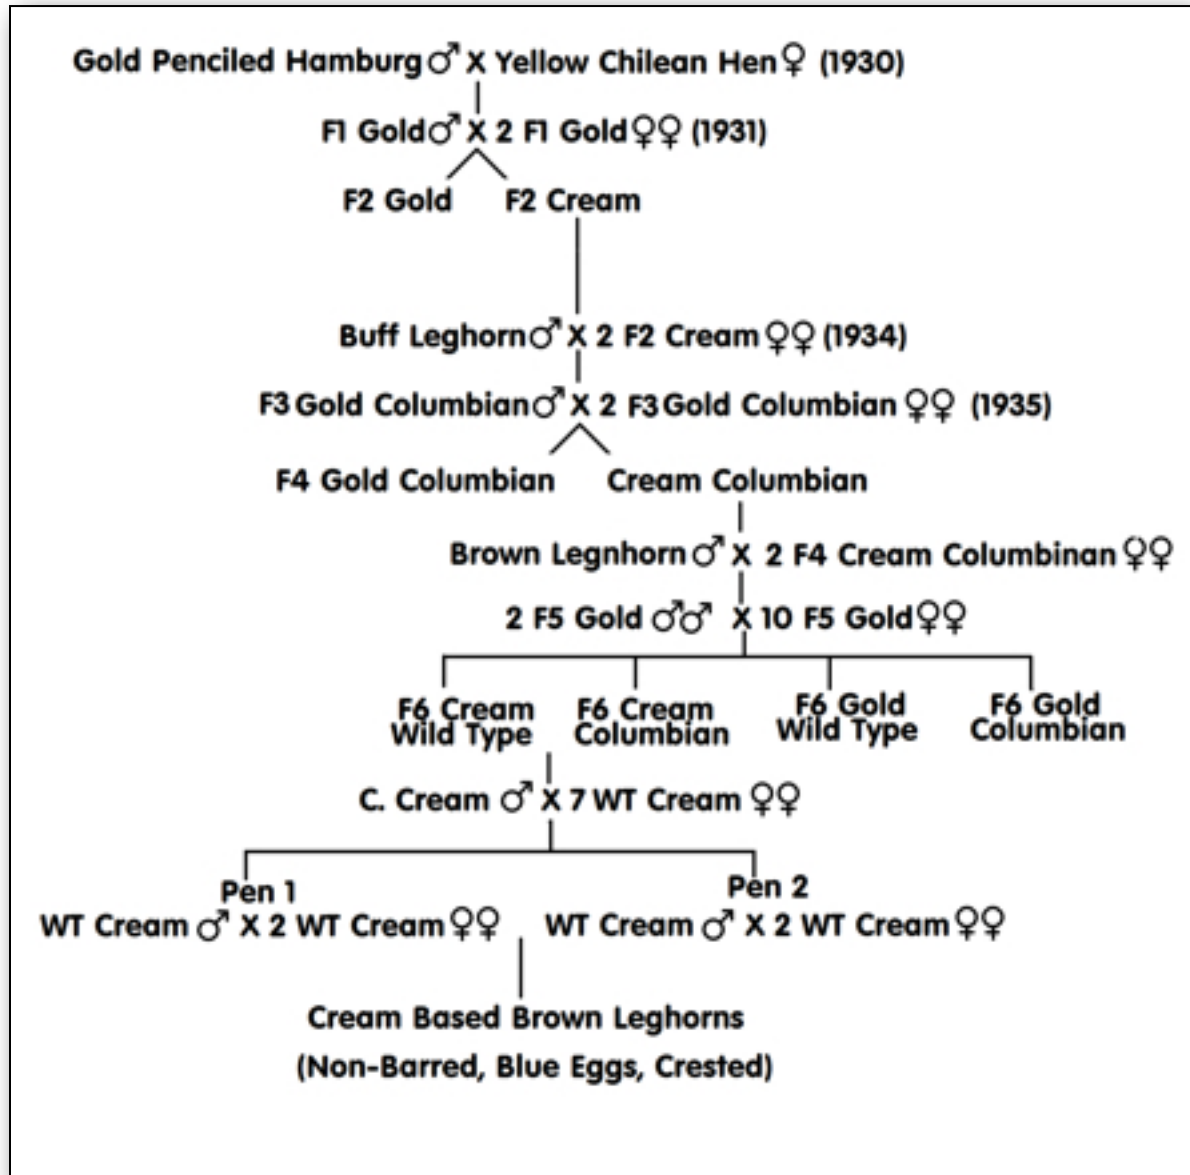 Gold Penciled Hamburg♂ X Yellow Chilean Hen♀ (1930)
F1 Gold♂ X 2 F1 Gold♀♀ (1931)
F2 Gold F2 Cream
Buff Leghorn♂ X 2 F2 Cream♀♀ (1934)
F3 Gold Columbian♂ X 2 F3 Gold Columbian ♀♀ (1935)
F4 Gold Columbian Cream Columbian
Brown Legnhorn♂ X 2 F4 Cream Columbinan♀♀
2 F5 Gold ♂♂ X 10 F5 Gold♀♀
F6 Cream F6 Cream F6 Gold F6 Gold
Wild Type Columbian Wild Type Columbian
C. Cream ♂ X 7 WT Cream ♀♀
Pen 1 Pen 2
WT Cream ♂ X 2 WT Cream♀♀ WT Cream ♂ X 2 WT Cream♀♀
Cream Based Brown Leghorns
(Non-Barred, Blue Eggs, Crested)